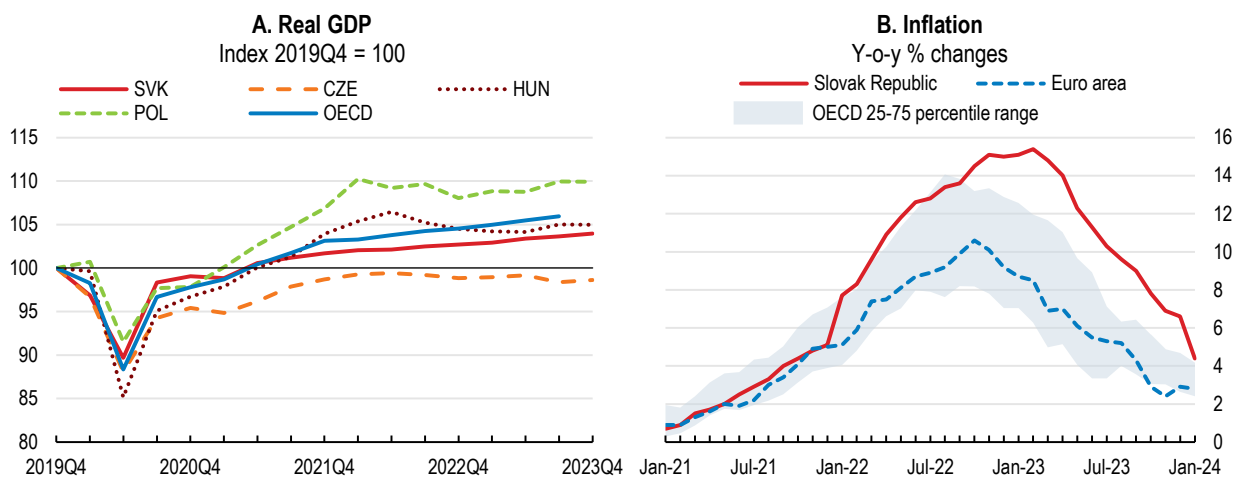 A. Real GDP
Index 2019Q4 = 100
SVK
CZE
HUN
POL
OECD
115
110
105
100
95
90
85
80
2019Q4
2020Q4
2021Q4
2022Q4
2023Q4
B. Inflation
Y-o-y % changes
Slovak Republic
Euro area
OECD 25-75 percentile range
16
14
12
10
8
6
4
2
0
Jan-21
Jul-21
Jan-22
Jul-22
Jan-23
Jul-23
Jan-24